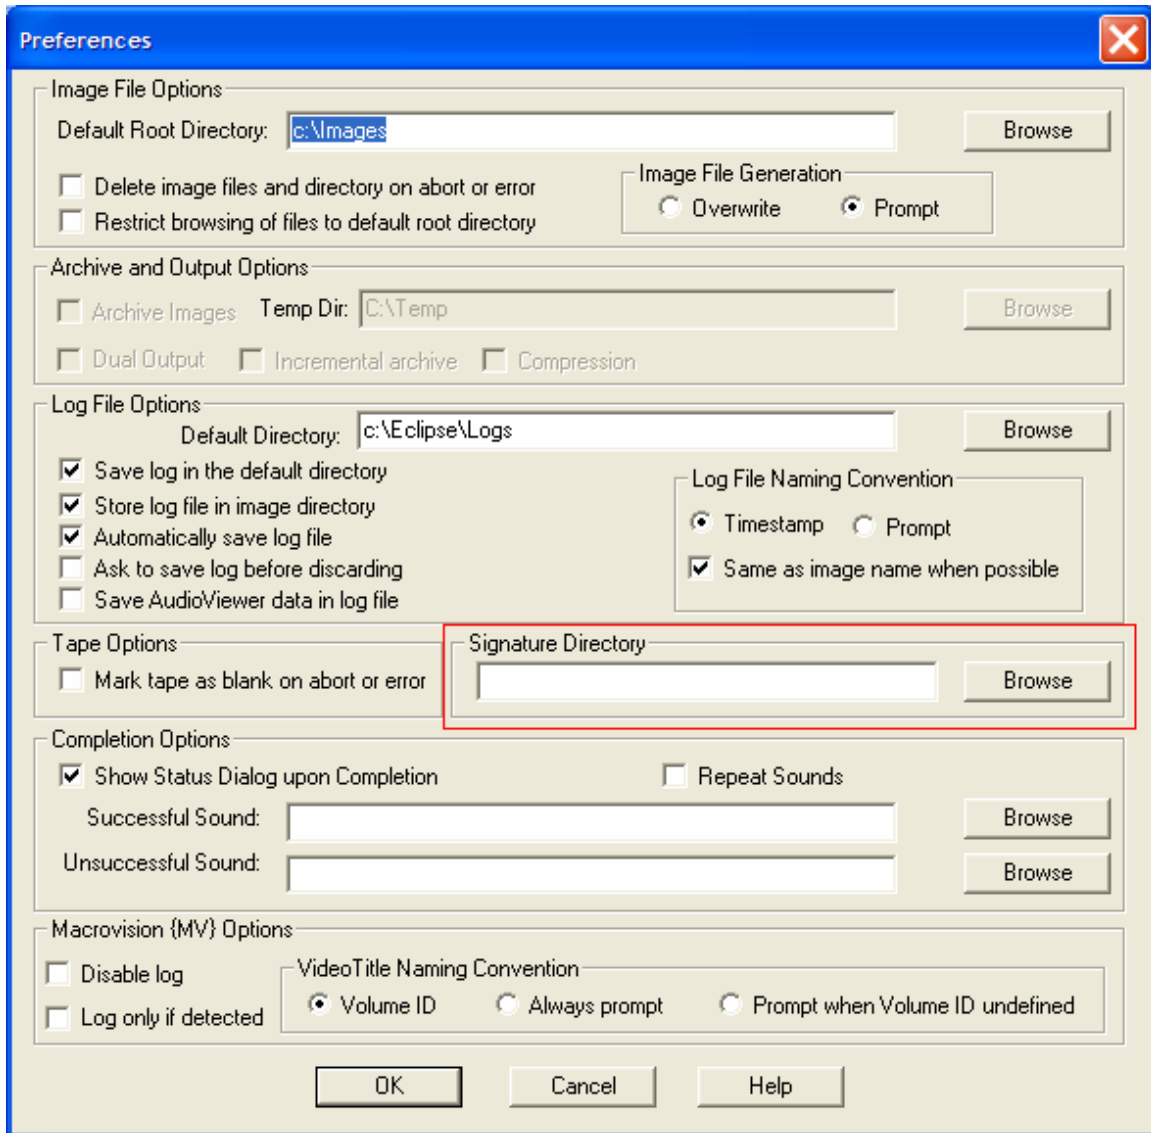 Preferences
Image File Options
Default Root Directory: c:\Images Browse
Delete image files and directory on abort or error
Restrict browsing of files to default root directory
Image File Generation
Overwrite Prompt
Archive and Output Options
Archive Images Temp Dir: C:\Temp Browse
Dual Output Incremental archive Compression
Log File Options
Default Directory: c:\Eclipse\Logs Browse
Save log in the default directory
Store log file in image directory
Automatically save log file
Ask to save log before discarding
Save AudioViewer data in log file
Log File Naming Convention
Timestamp Prompt
Same as image name when possible
Tape Options
Mark tape as blank on abort or error
Signature Directory
Browse
Completion Options
Show Status Dialog upon Completion Repeat Sounds
Successful Sound: Browse
Unsuccessful Sound: Browse
Macrovision {MV} Options
Disable log
Log only if detected
VideoTitle Naming Convention
Volume ID Always prompt Prompt when Volume ID undefined
OK Cancel Help